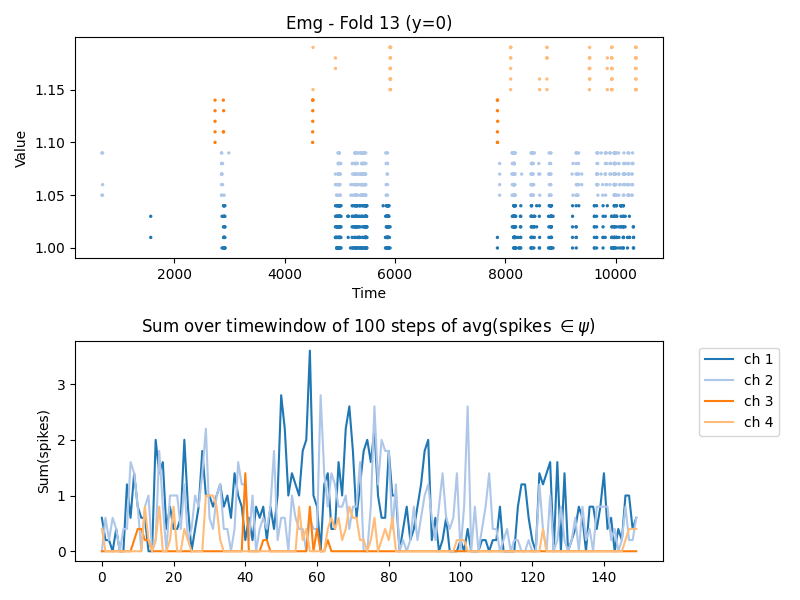 Emg - Fold 13 (y=0)
Value
1.15
1.10
1.05
1.00
2000 4000 6000 8000 10000
Time
Sum over timewindow of 100 steps of avg(spikes ∈ψ)
Sum(spikes)
3
2
1
0
0 20 40 60 80 100 120 140
ch 1
ch 2
ch 3
ch 4